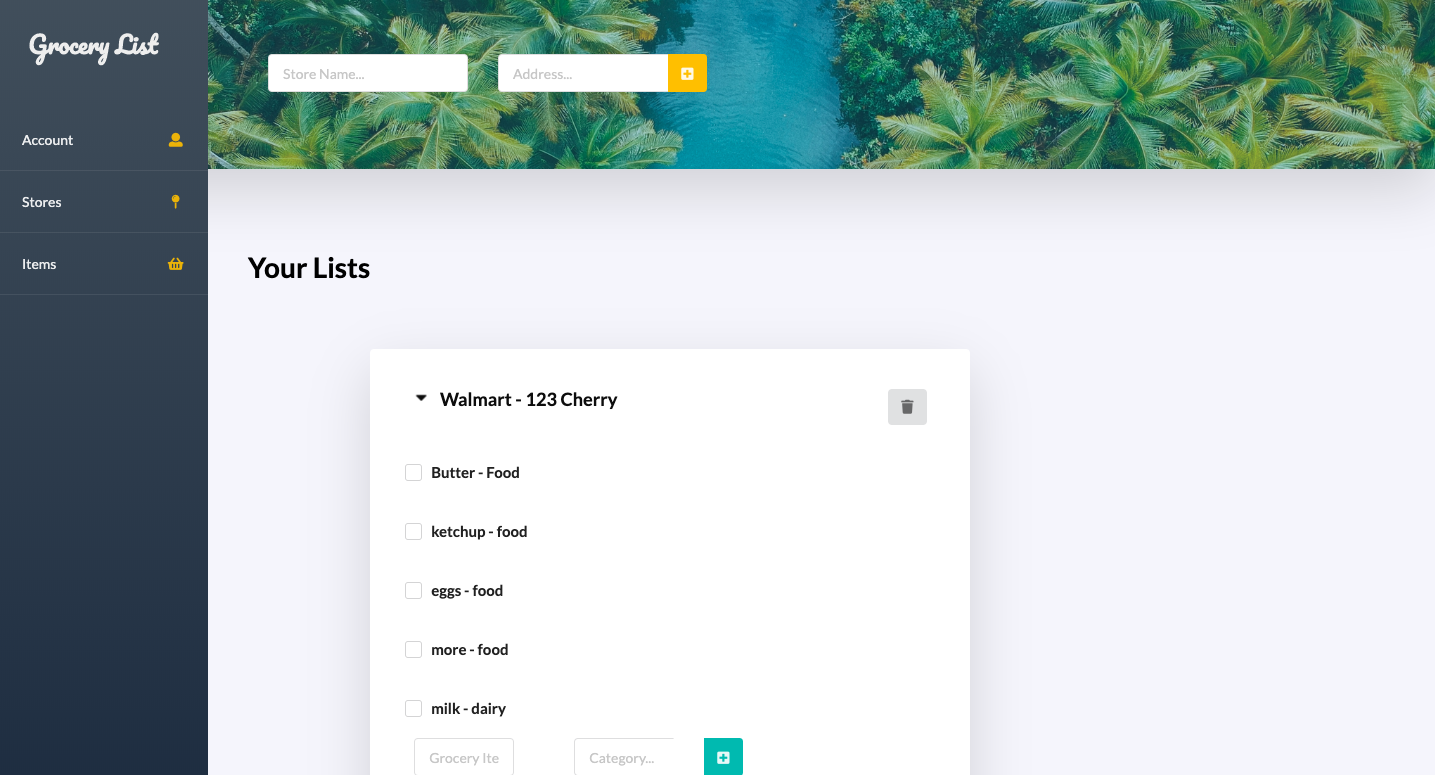 Grocery List
Store Name...
Address...
Account
Stores
Items
Your Lists
Walmart - 123 Cherry
Butter - Food
ketchup - food
eggs - food
more - food
milk - dairy
Grocery Ite
Category...